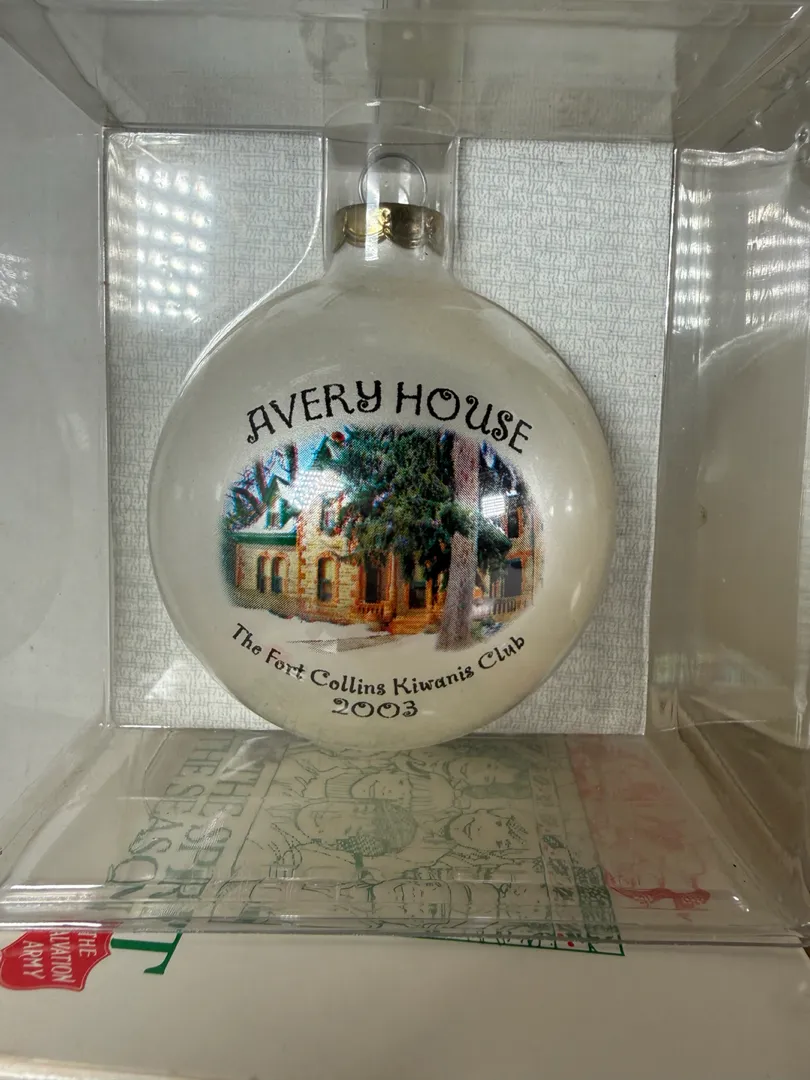 AVERY HOUSE
The Fort Collins Kiwanis Club
2003
THE SPIRIT
THE SEASON
THE
SALVATION
ARMY